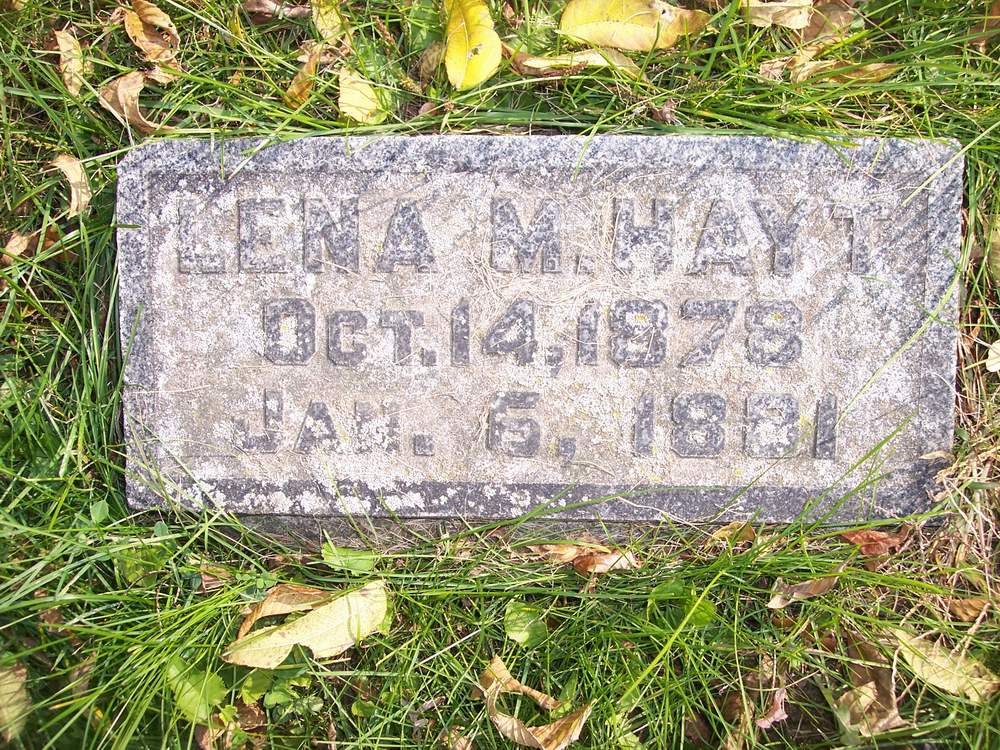 LENA M. HAYT
OCT. 14, 1878
JAN. 6, 1881